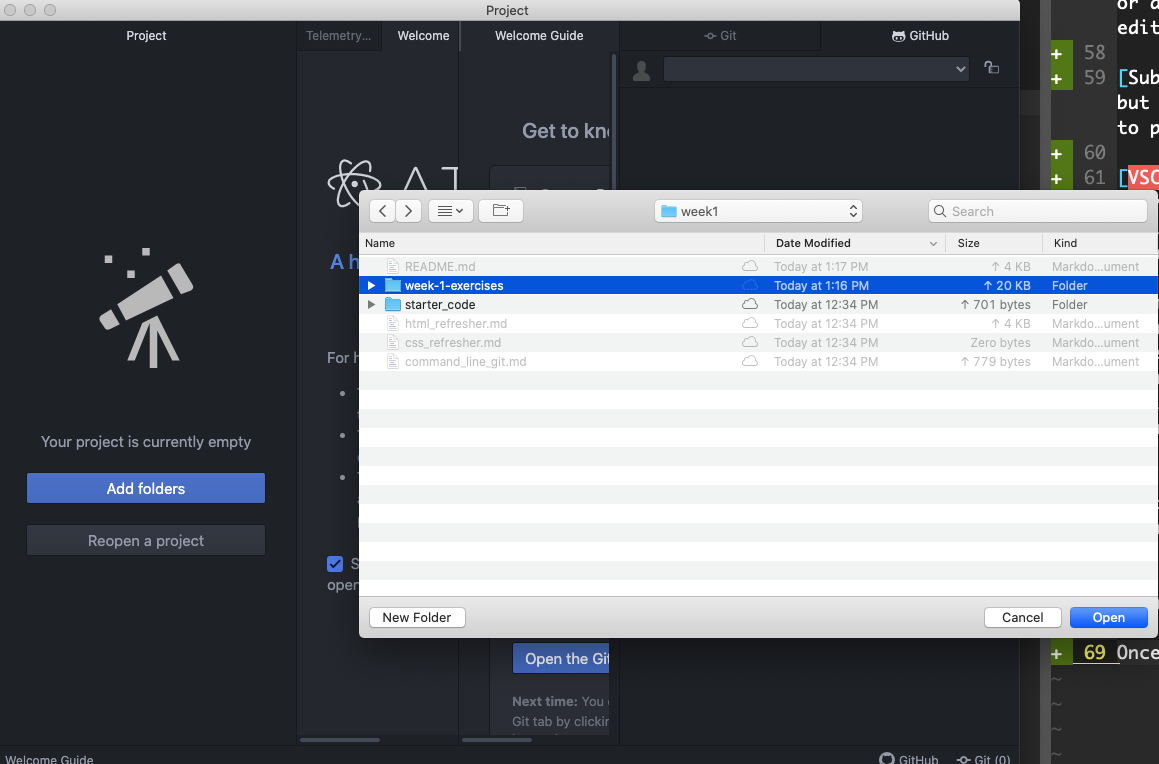 Project
Project
Telemetry...
Welcome
Welcome Guide
Git
GitHub
Get to kno
AT
A h
For h
Your project is currently empty
Add folders
Reopen a project
S
open
Open the Git
Next time: You
Git tab by clickin
Welcome Guide
GitHub
Git (0)
week1
Search
Name
Date Modified
Size
Kind
README.md Today at 1:17 PM ↑ 4 KB Markdo...ument
week-1-exercises Today at 1:16 PM ↑ 20 KB Folder
starter_code Today at 12:34 PM ↑ 701 bytes Folder
html_refresher.md Today at 12:34 PM ↑ 4 KB Markdo...ument
css_refresher.md Today at 12:34 PM Zero bytes Markdo...ument
command_line_git.md Today at 12:34 PM ↑ 779 bytes Markdo...ument
New Folder
Cancel
Open
or a
edit
+ 58
+ 59 [Sub
but
to p
+ 60
+ 61 [VSC
+ 69 Once
~
~
~
~